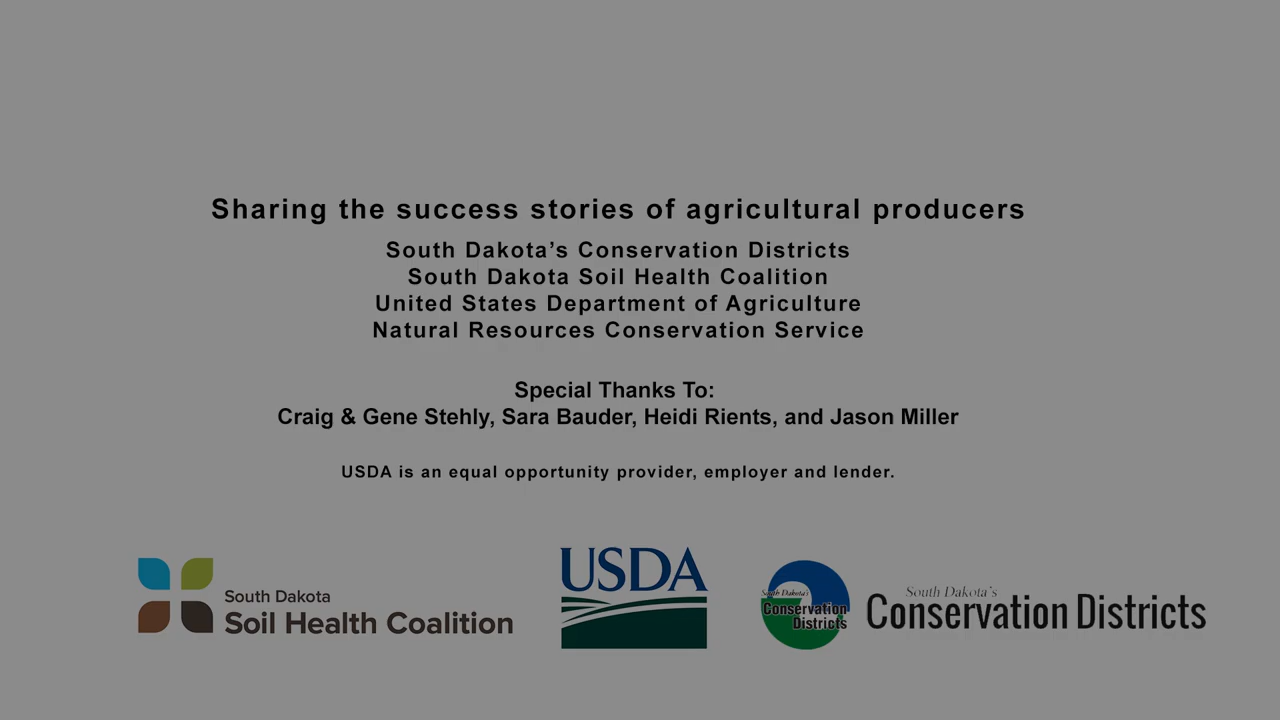 Sharing the success stories of agricultural producers
South Dakota’s Conservation Districts
South Dakota Soil Health Coalition
United States Department of Agriculture
Natural Resources Conservation Service
Special Thanks To:
Craig & Gene Stehly, Sara Bauder, Heidi Rients, and Jason Miller
USDA is an equal opportunity provider, employer and lender.
South Dakota
Soil Health Coalition
USDA
South Dakota's
Conservation
Districts
South Dakota's
Conservation Districts